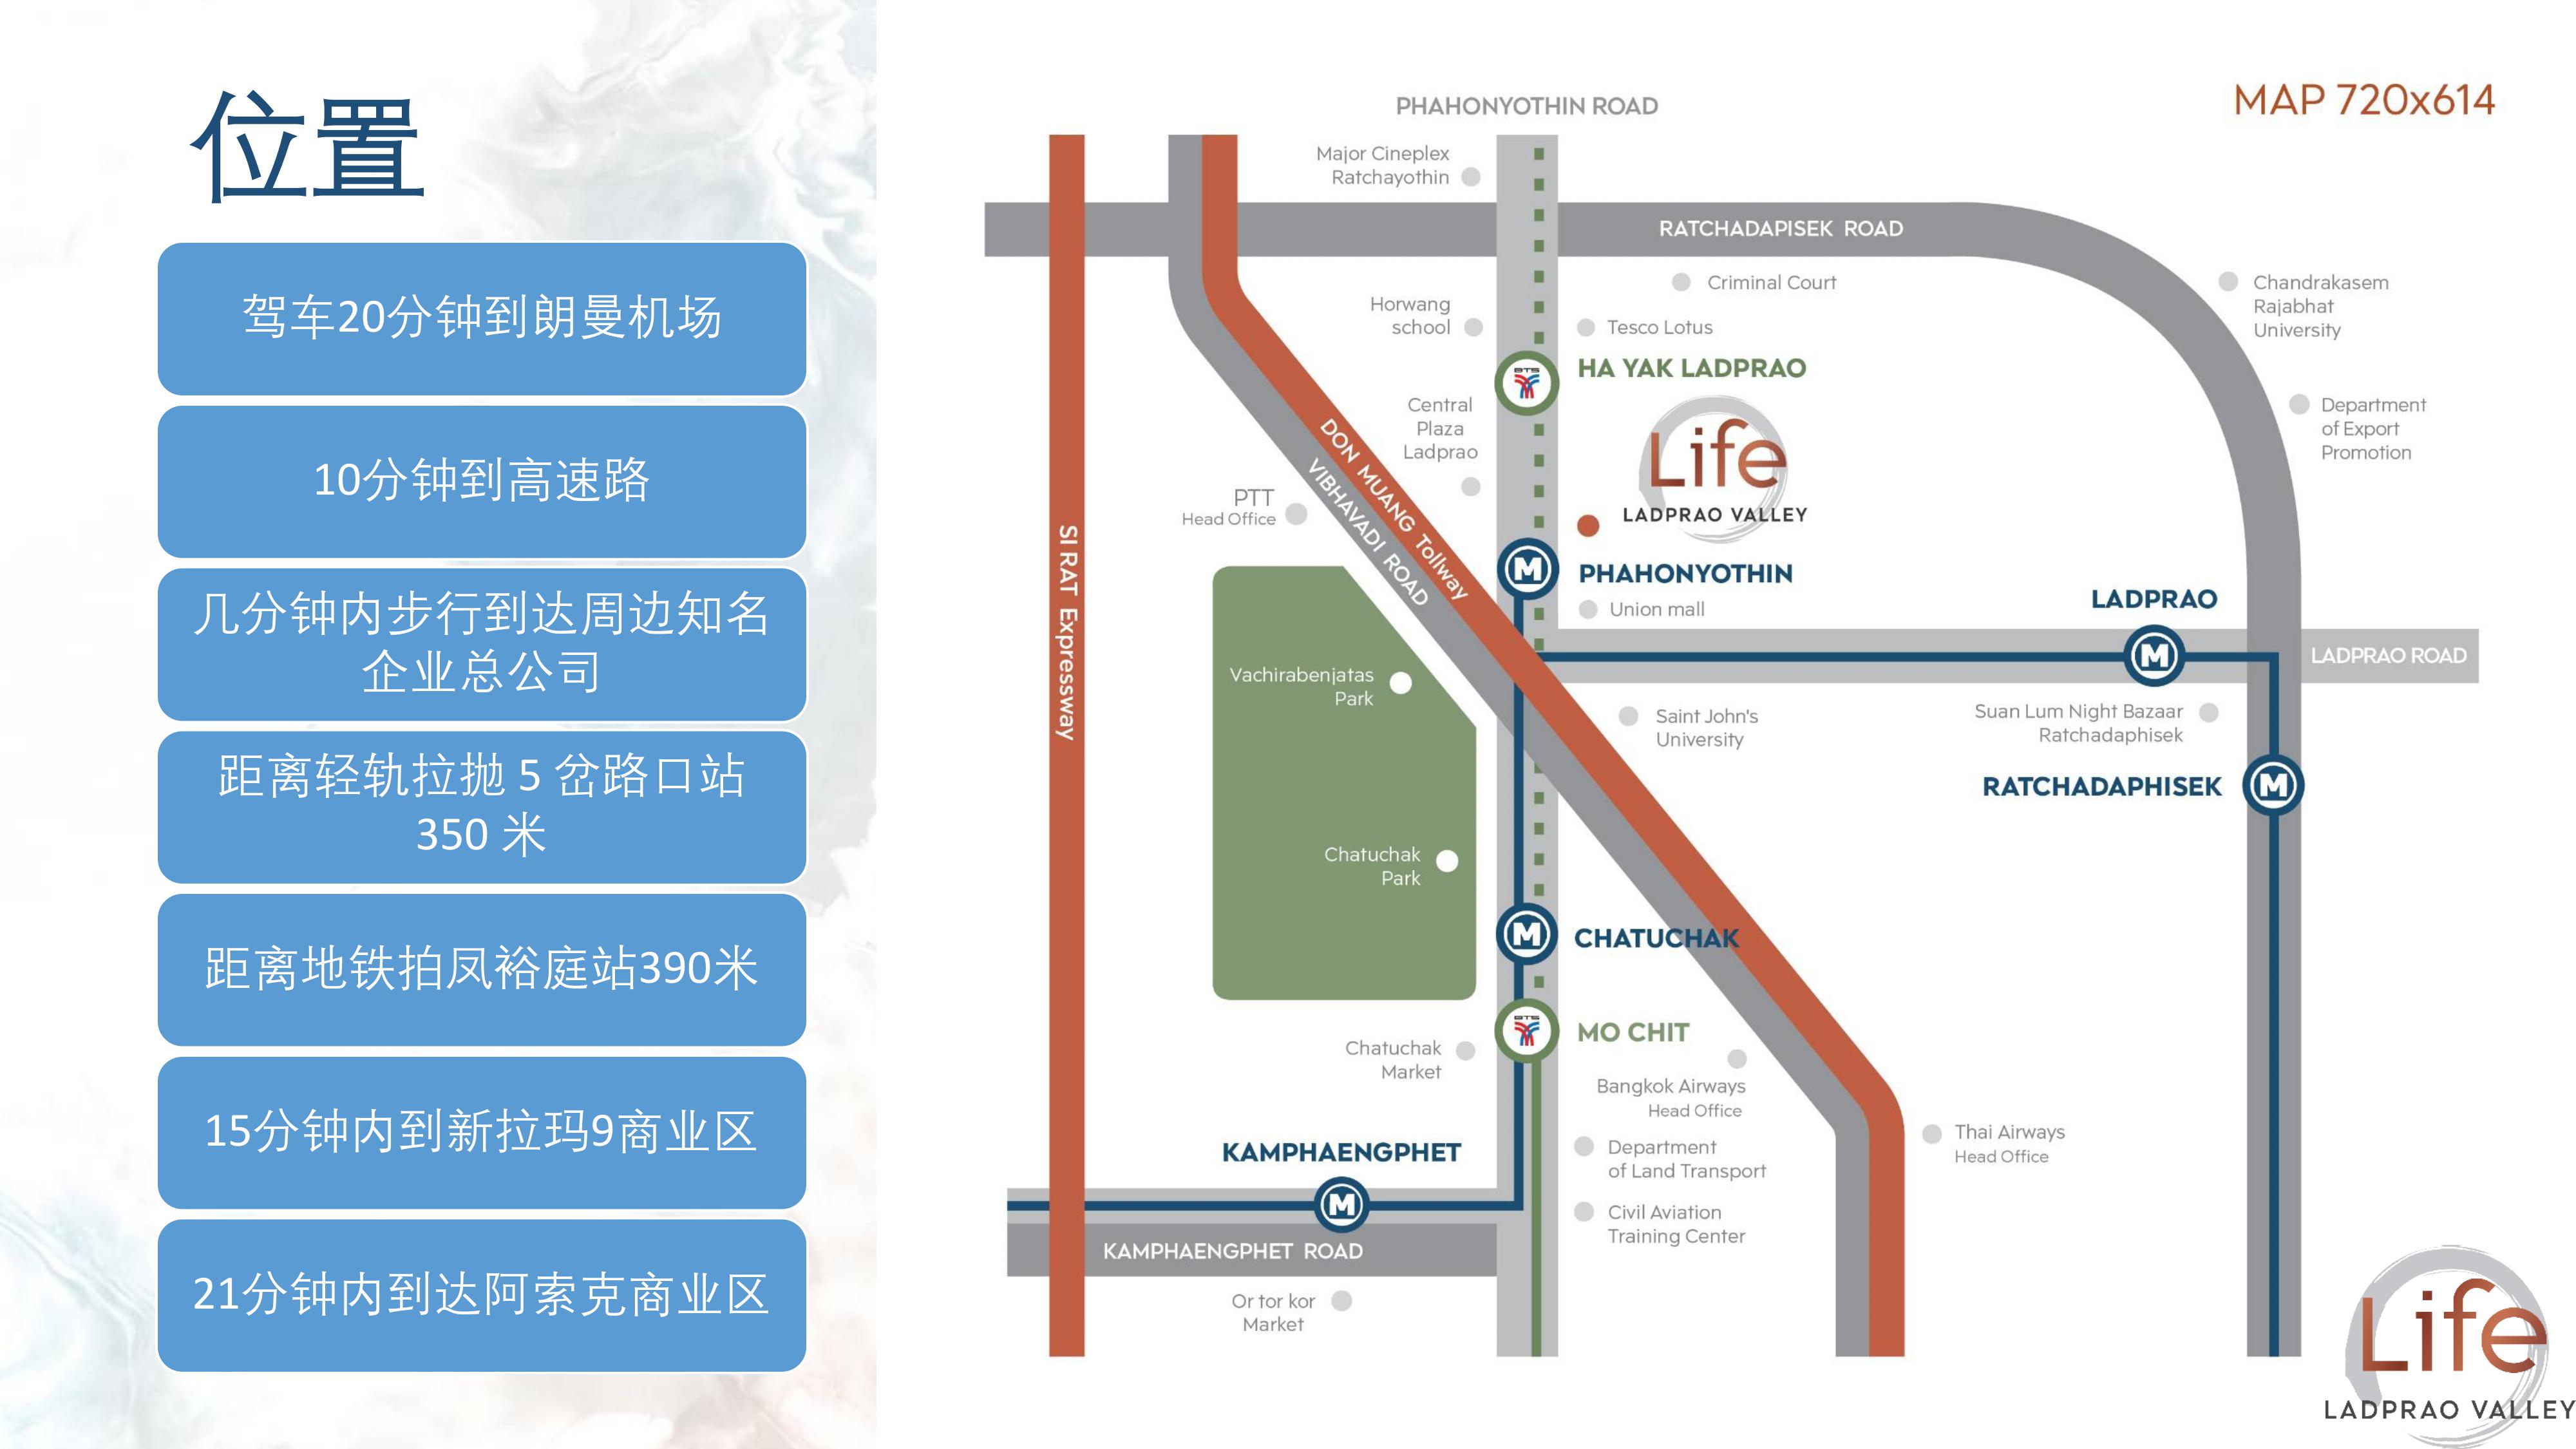 位置
驾车20分钟到朗曼机场
10分钟到高速路
几分钟内步行到达周边知名
企业总公司
距离轻轨拉抛 5 岔路口站
350 米
距离地铁拍凤裕庭站390米
15分钟内到新拉玛9商业区
21分钟内到达阿索克商业区
MAP 720x614
PHAHONYOTHIN ROAD
Major Cineplex
Ratchayothin
RATCHADAPISEK ROAD
Criminal Court
Chandrakasem
Rajabhat
University
Horwang
school
Tesco Lotus
BTS
HA YAK LADPRAO
Central
Plaza
Ladprao
Life
LADPRAO VALLEY
Department
of Export
Promotion
DON MUANG Tollway
VIBHAVADI ROAD
PTT
Head Office
SI RAT Expressway
M
PHAHONYOTHIN
Union mall
LADPRAO
M
LADPRAO ROAD
Vachirabenjatas
Park
Saint John's
University
Suan Lum Night Bazaar
Ratchadaphisek
RATCHADAPHISEK
M
Chatuchak
Park
M
CHATUCHAK
BTS
MO CHIT
Chatuchak
Market
Bangkok Airways
Head Office
Department
of Land Transport
Thai Airways
Head Office
KAMPHAENGPHET
M
Civil Aviation
Training Center
KAMPHAENGPHET ROAD
Or tor kor
Market
Life
LADPRAO VALLEY